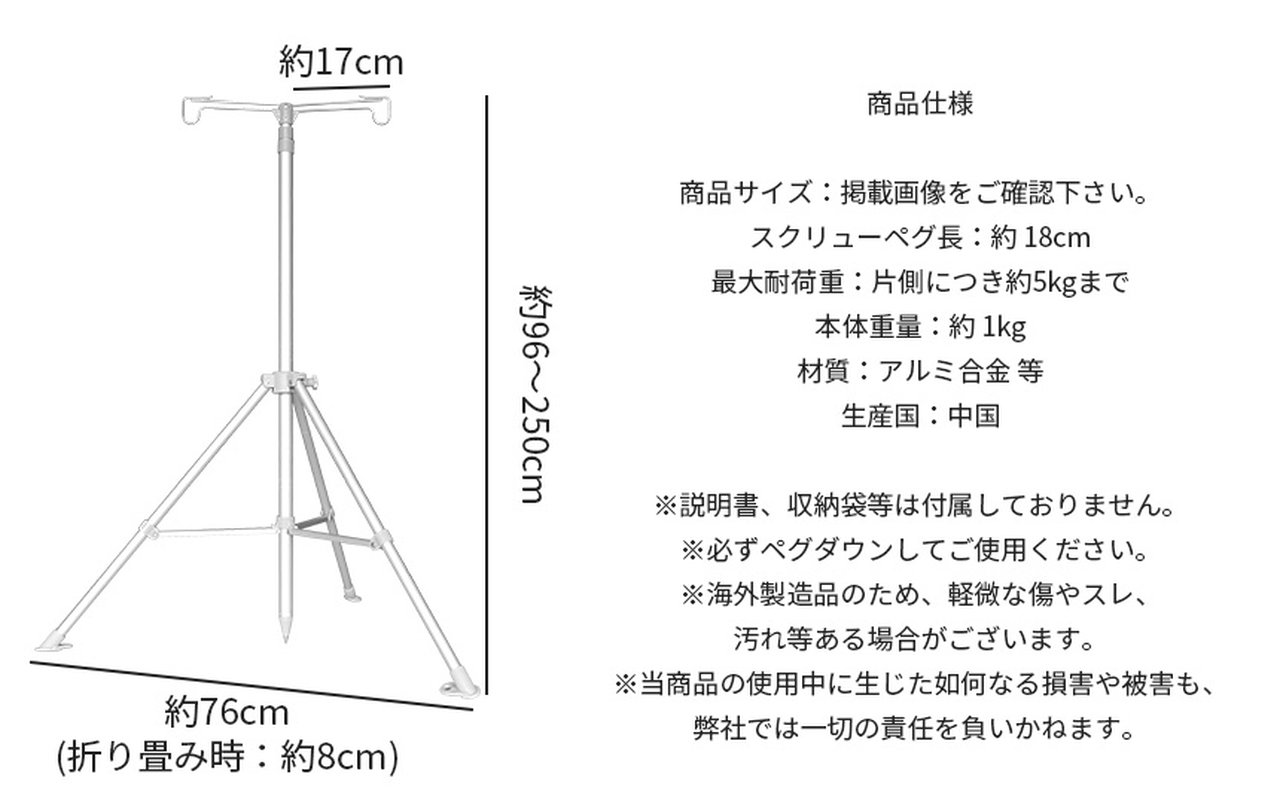 約17cm
約96～250cm
約76cm
(折り畳み時：約8cm)
商品仕様
商品サイズ：掲載画像をご確認下さい。
スクリューペグ長：約 18cm
最大耐荷重：片側につき約5kgまで
本体重量：約 1kg
材質：アルミ合金 等
生産国：中国
※説明書、収納袋等は付属しておりません。
※必ずペグダウンしてご使用ください。
※海外製造品のため、軽微な傷やスレ、
汚れ等ある場合がございます。
※当商品の使用中に生じた如何なる損害や被害も、
弊社では一切の責任を負いかねます。